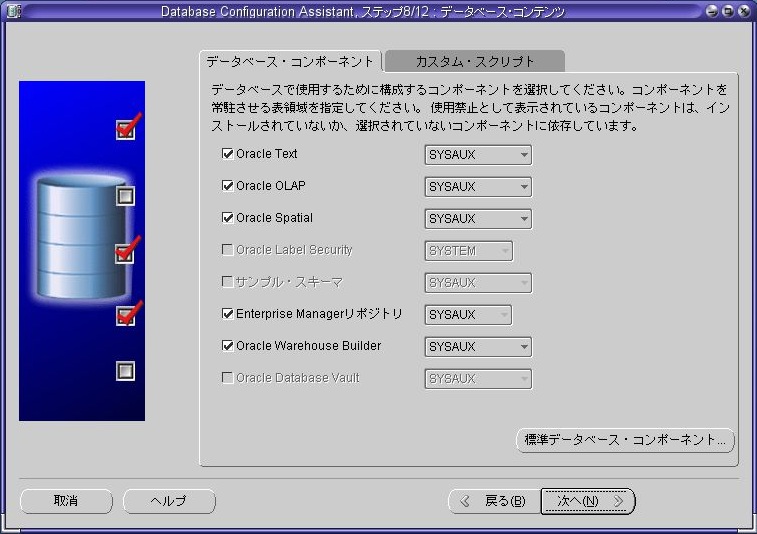 Database Configuration Assistant, ステップ8/12 : データベース・コンテンツ
データベース・コンポーネント
カスタム・スクリプト
データベースで使用するために構成するコンポーネントを選択してください。コンポーネントを
常駐させる表領域を指定してください。 使用禁止として表示されているコンポーネントは、イン
ストールされていないか、選択されていないコンポーネントに依存しています。
Oracle Text SYSAUX
Oracle OLAP SYSAUX
Oracle Spatial SYSAUX
Oracle Label Security SYSTEM
サンプル・スキーマ SYSAUX
Enterprise Managerリポジトリ SYSAUX
Oracle Warehouse Builder SYSAUX
Oracle Database Vault SYSAUX
標準データベース・コンポーネント...
取消 ヘルプ 戻る(B) 次へ(N)